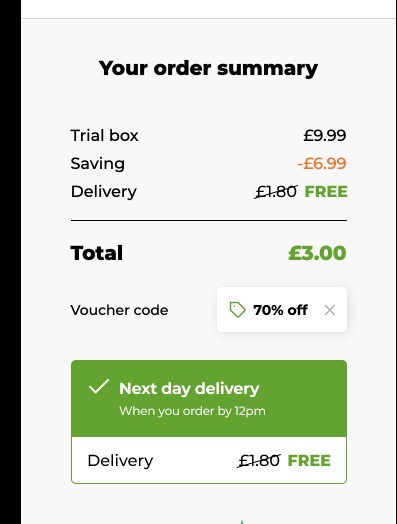 Your order summary
Trial box £9.99
Saving -£6.99
Delivery £1.80 FREE
Total £3.00
Voucher code 70% off
Next day delivery
When you order by 12pm
Delivery £1.80 FREE